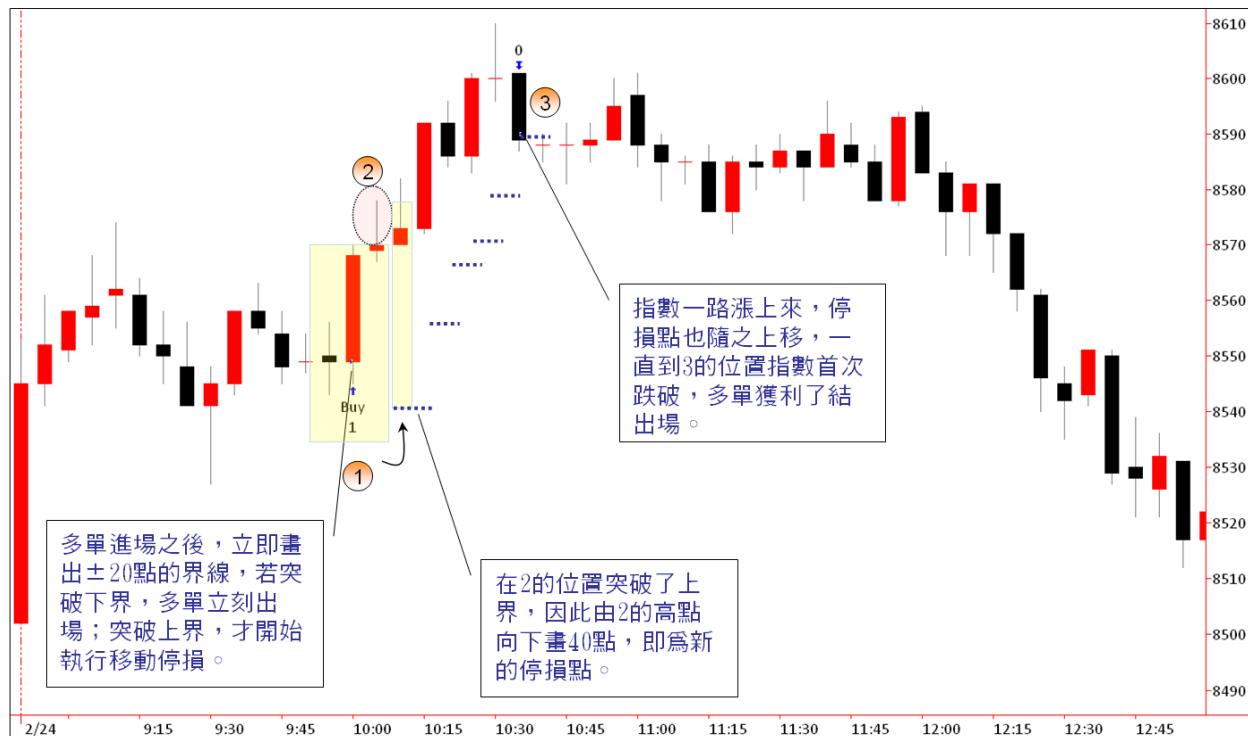 8610
8600
8590
8580
8570
8560
8550
8540
8530
8520
8510
8500
8490
0
3
2
Buy
1
1
指數一路漲上來，停
損點也隨之上移，一
直到3的位置指數首次
跌破，多單獲利了結
出場。
多單進場之後，立即畫
出±20點的界線，若突
破下界，多單立刻出
場；突破上界，才開始
執行移動停損。
在2的位置突破了上
界，因此由2的高點
向下畫40點，即為新
的停損點。
2/24 9:15 9:30 9:45 10:00 10:15 10:30 10:45 11:00 11:15 11:30 11:45 12:00 12:15 12:30 12:45